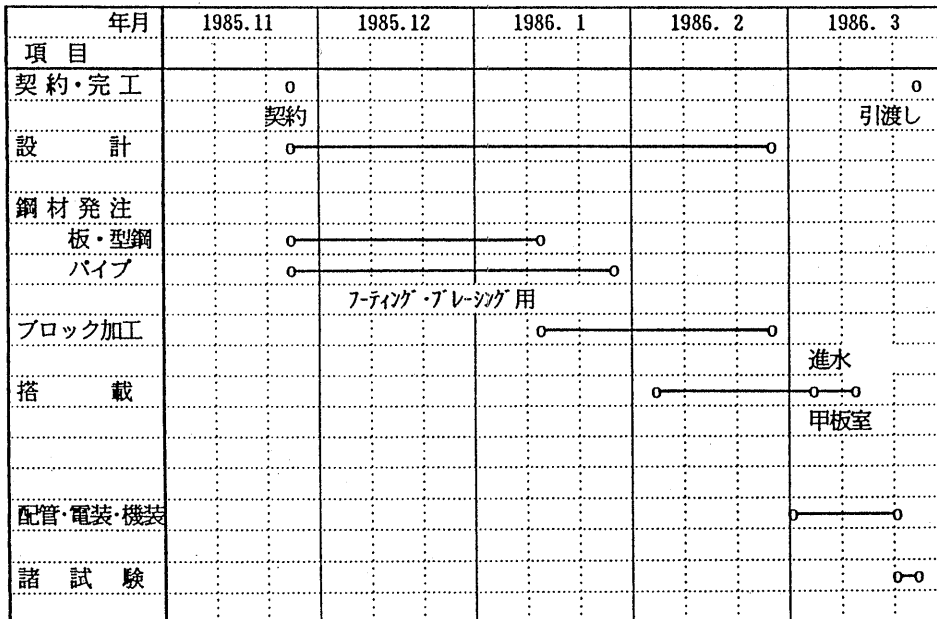 年月 1985.11 1985.12 1986. 1 1986. 2 1986. 3
項 目
契約・完工
契約 引渡し
設 計
鋼材発注
板・型鋼
パイプ
フーティング・ブレーシング用
ブロック加工
進水
搭 載
甲板室
配管・電装・機装
諸 試 験